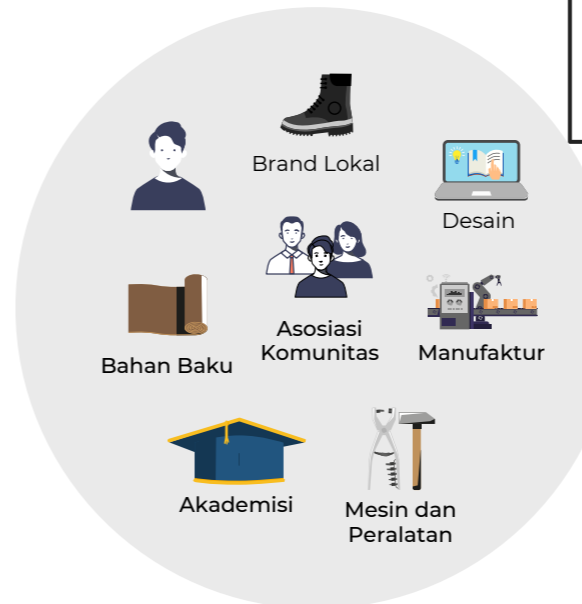 Brand Lokal
Desain
Asosiasi
Komunitas
Bahan Baku
Manufaktur
Akademisi
Mesin dan
Peralatan